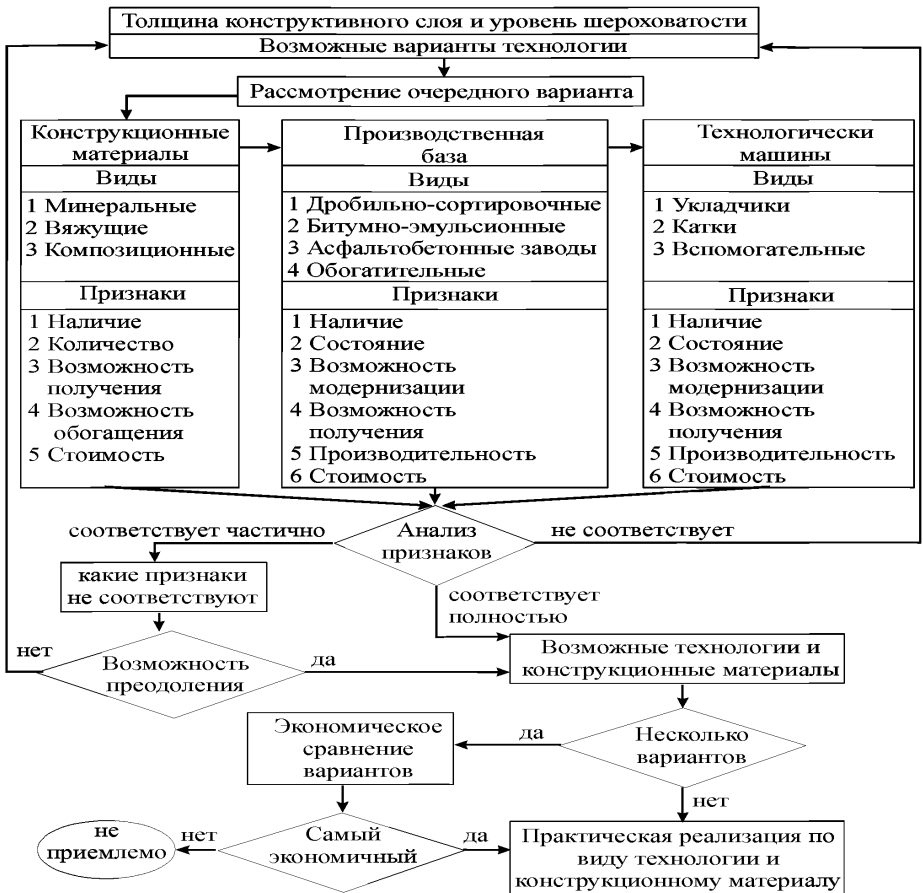 Толщина конструктивного слоя и уровень шероховатости
Возможные варианты технологии
Рассмотрение очередного варианта
Конструкционные
материалы
Виды
1 Минеральные
2 Вяжущие
3 Композиционные
Признаки
1 Наличие
2 Количество
3 Возможность
получения
4 Возможность
обогащения
5 Стоимость
Производственная
база
Виды
1 Дробильно-сортировочные
2 Битумно-эмульсионные
3 Асфальтобетонные заводы
4 Обогатительные
Признаки
1 Наличие
2 Состояние
3 Возможность
модернизации
4 Возможность
получения
5 Производительность
6 Стоимость
Технологически
машины
Виды
1 Укладчики
2 Катки
3 Вспомогательные
Признаки
1 Наличие
2 Состояние
3 Возможность
модернизации
4 Возможность
получения
5 Производительность
6 Стоимость
соответствует частично
Анализ
признаков
не соответствует
какие признаки
не соответствуют
соответствует
полностью
нет
Возможность
преодоления
да
Возможные технологии и
конструкционные материалы
Экономическое
сравнение
вариантов
да
Несколько
вариантов
нет
не
приемлемо
нет
Самый
экономичный
да
Практическая реализация по
виду технологии и
конструкционному материалу